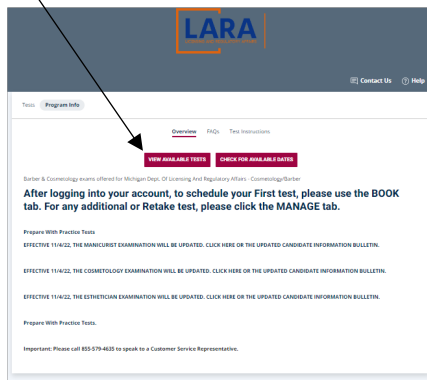 LARA
Contact Us
Help
Tests
Program Info
Overview
FAQs
Test Instructions
VIEW AVAILABLE TESTS
CHECK FOR AVAILABLE DATES
Barber & Cosmetology exams offered for Michigan Dept. Of Licensing And Regulatory Affairs - Cosmetology/Barber
After logging into your account, to schedule your First test, please use the BOOK
tab. For any additional or Retake test, please click the MANAGE tab.
Prepare With Practice Tests
EFFECTIVE 11/4/22, THE MANICURIST EXAMINATION WILL BE UPDATED. CLICK HERE OR THE UPDATED CANDIDATE INFORMATION BULLETIN.
EFFECTIVE 11/4/22, THE COSMETOLOGY EXAMINATION WILL BE UPDATED. CLICK HERE OR THE UPDATED CANDIDATE INFORMATION BULLETIN.
EFFECTIVE 11/4/22, THE ESTHETICIAN EXAMINATION WILL BE UPDATED. CLICK HERE OR THE UPDATED CANDIDATE INFORMATION BULLETIN.
Prepare With Practice Tests.
Important: Please call 855-579-4635 to speak to a Customer Service Representative.